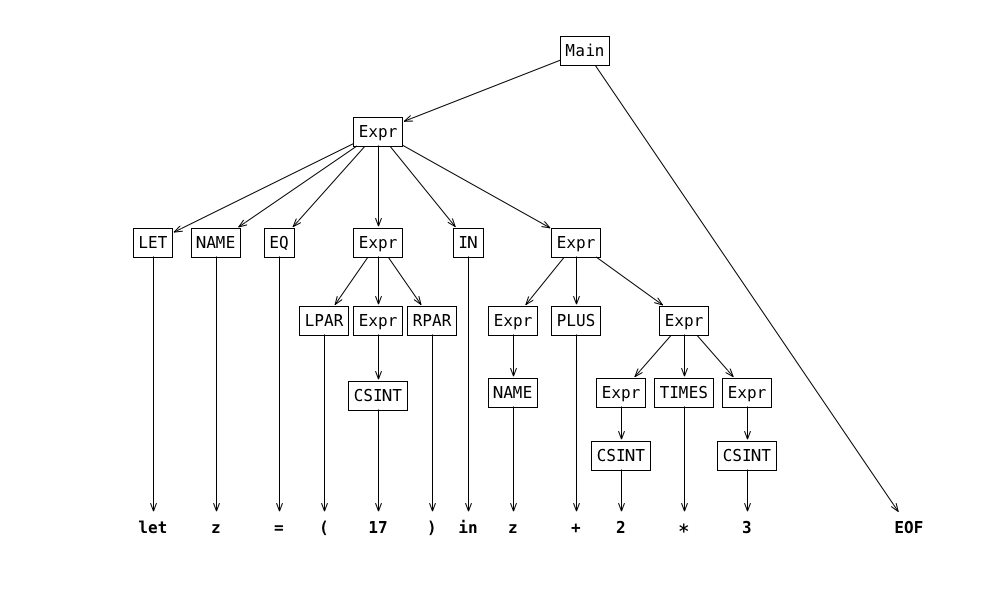 Main
Expr
LET NAME EQ Expr IN Expr
LPAR Expr RPAR Expr PLUS Expr
CSINT NAME Expr TIMES Expr
CSINT CSINT
let z = ( 17 ) in z + 2 * 3 EOF